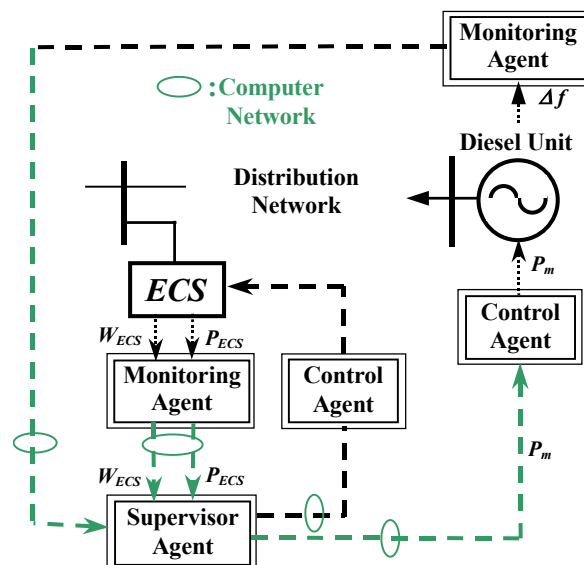 Monitoring
Agent
: Computer
Network
Δf
Diesel Unit
Distribution
Network
P_m
ECS
Control
Agent
W_ECS
P_ECS
Monitoring
Agent
Control
Agent
P_m
W_ECS
P_ECS
Supervisor
Agent